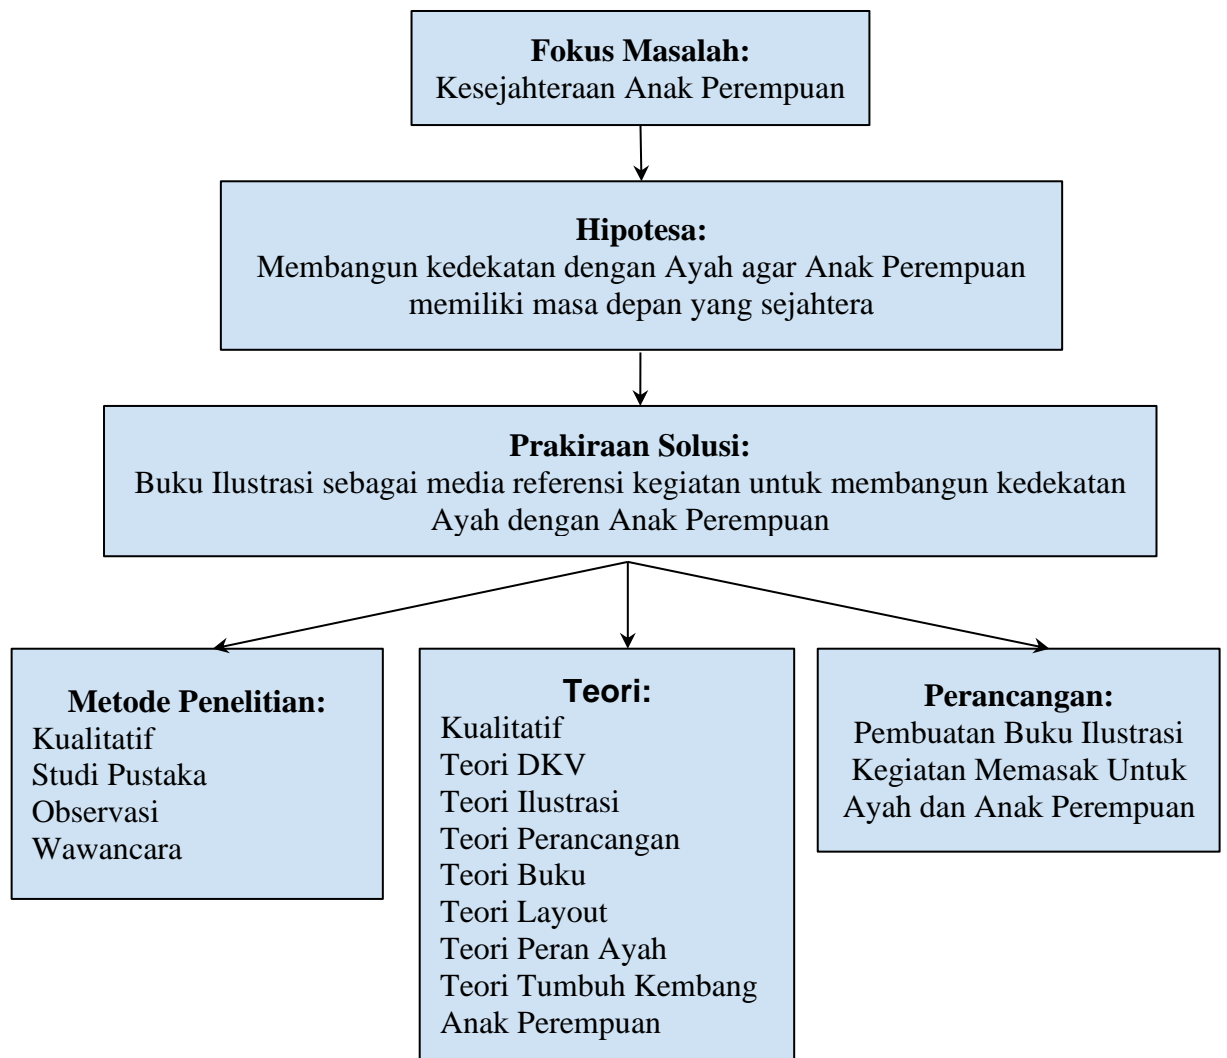 Fokus Masalah:
Kesejahteraan Anak Perempuan
Hipotesa:
Membangun kedekatan dengan Ayah agar Anak Perempuan
memiliki masa depan yang sejahtera
Prakiraan Solusi:
Buku Ilustrasi sebagai media referensi kegiatan untuk membangun kedekatan
Ayah dengan Anak Perempuan
Metode Penelitian:
Kualitatif
Studi Pustaka
Observasi
Wawancara
Teori:
Kualitatif
Teori DKV
Teori Ilustrasi
Teori Perancangan
Teori Buku
Teori Layout
Teori Peran Ayah
Teori Tumbuh Kembang
Anak Perempuan
Perancangan:
Pembuatan Buku Ilustrasi
Kegiatan Memasak Untuk
Ayah dan Anak Perempuan